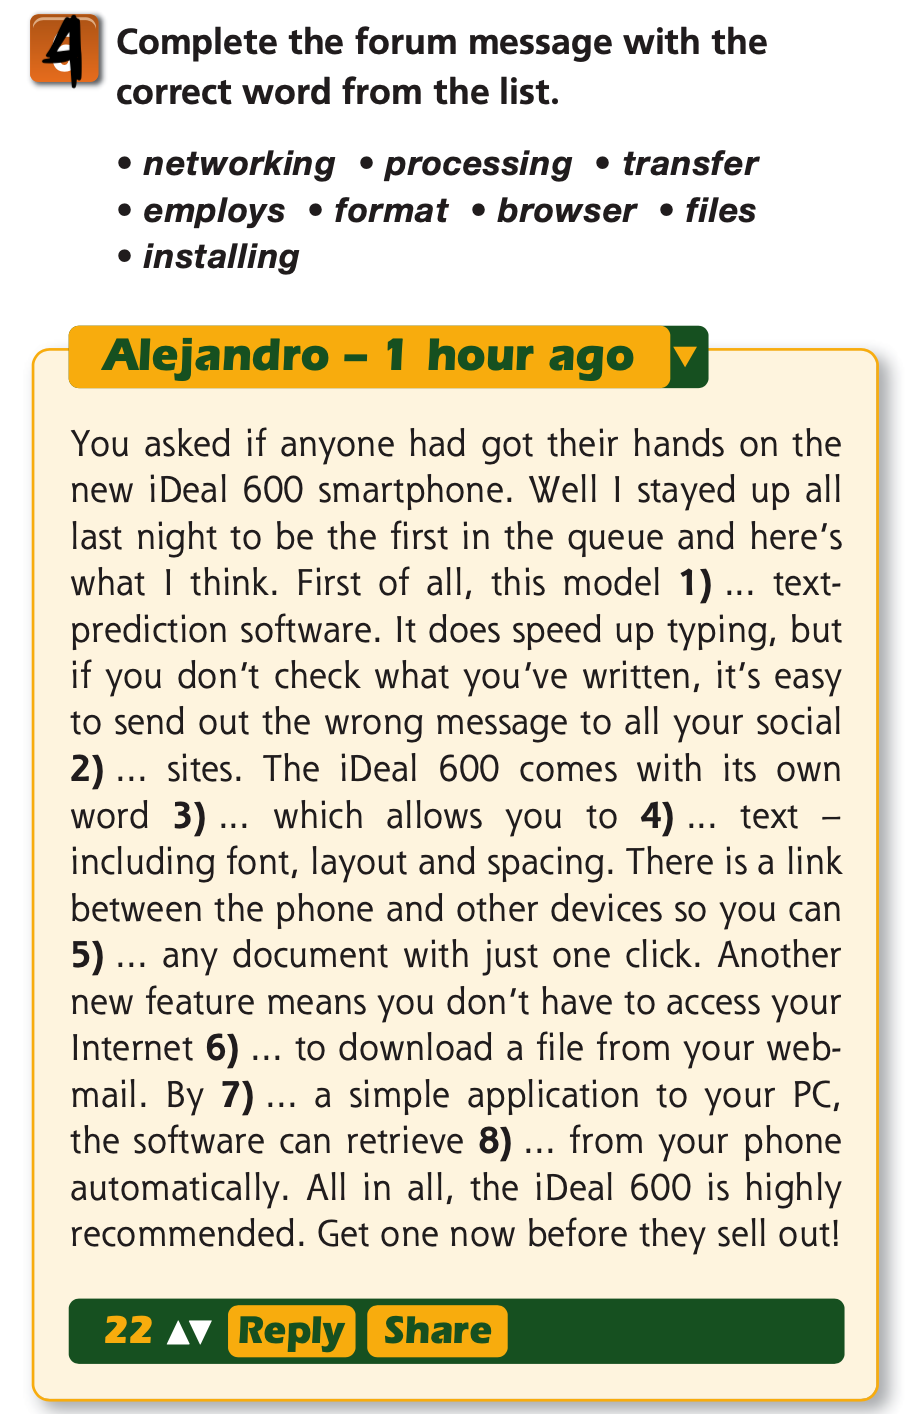 4 Complete the forum message with the
correct word from the list.
• networking • processing • transfer
• employs • format • browser • files
• installing
Alejandro – 1 hour ago ▼
You asked if anyone had got their hands on the
new iDeal 600 smartphone. Well I stayed up all
last night to be the first in the queue and here's
what I think. First of all, this model 1) ... text-
prediction software. It does speed up typing, but
if you don't check what you've written, it's easy
to send out the wrong message to all your social
2) ... sites. The iDeal 600 comes with its own
word 3) ... which allows you to 4) ... text –
including font, layout and spacing. There is a link
between the phone and other devices so you can
5) ... any document with just one click. Another
new feature means you don't have to access your
Internet 6) ... to download a file from your web-
mail. By 7) ... a simple application to your PC,
the software can retrieve 8) ... from your phone
automatically. All in all, the iDeal 600 is highly
recommended. Get one now before they sell out!
22 ▲▼ Reply Share